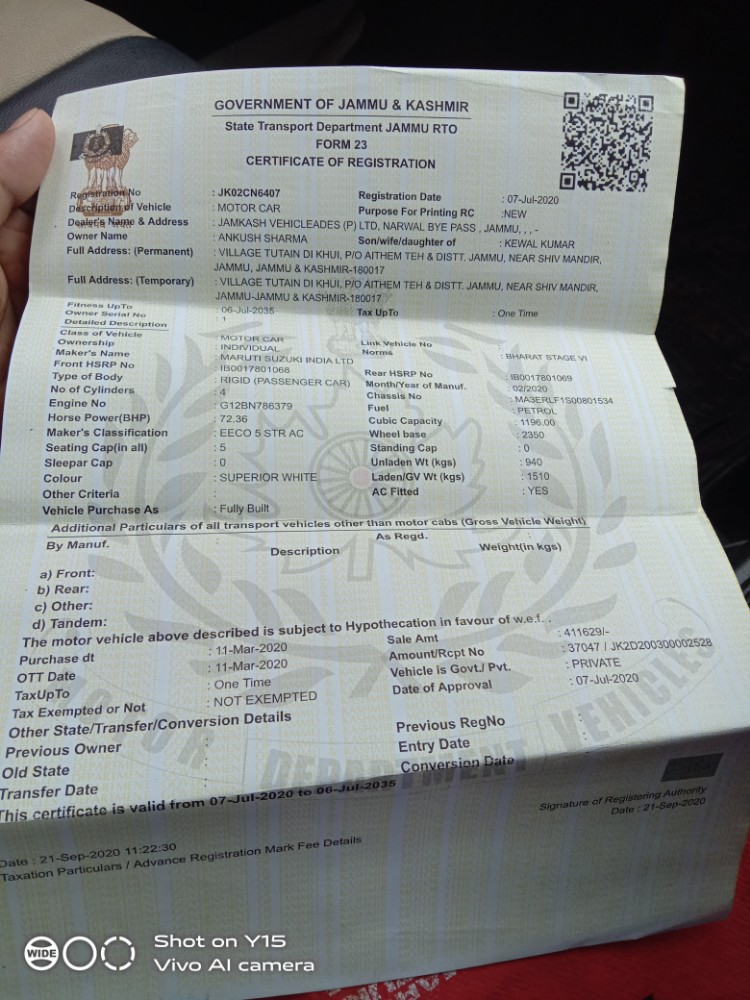 GOVERNMENT OF JAMMU & KASHMIR
State Transport Department JAMMU RTO
FORM 23
CERTIFICATE OF REGISTRATION
Registration No : JK02CN6407 Registration Date : 07-Jul-2020
Description of Vehicle : MOTOR CAR Purpose For Printing RC :NEW
Dealer's Name & Address : JAMKASH VEHICLEADES (P) LTD, NARWAL BYE PASS , JAMMU, , , -
Owner Name : ANKUSH SHARMA Son/wife/daughter of : KEWAL KUMAR
Full Address: (Permanent) : VILLAGE TUTAIN DI KHUI, P/O AITHEM TEH & DISTT. JAMMU, NEAR SHIV MANDIR,
JAMMU, JAMMU & KASHMIR-180017
Full Address: (Temporary) : VILLAGE TUTAIN DI KHUI, P/O AITHEM TEH & DISTT. JAMMU, NEAR SHIV MANDIR,
JAMMU-JAMMU & KASHMIR-180017
Fitness UpTo : 06-Jul-2035 Tax UpTo : One Time
Owner Serial No : 1
Detailed Description
Class of Vehicle : MOTOR CAR Link Vehicle No :
Ownership : INDIVIDUAL Norms : BHARAT STAGE VI
Maker's Name : MARUTI SUZUKI INDIA LTD
Front HSRP No : IB0017801068 Rear HSRP No : IB0017801069
Type of Body : RIGID (PASSENGER CAR) Month/Year of Manuf. : 02/2020
No of Cylinders : 4 Chassis No : MA3ERLF1S00801534
Engine No : G12BN786379 Fuel : PETROL
Horse Power(BHP) : 72.36 Cubic Capacity : 1196.00
Maker's Classification : EECO 5 STR AC Wheel base : 2350
Seating Cap(in all) : 5 Standing Cap : 0
Sleepar Cap : 0 Unladen Wt (kgs) : 940
Colour : SUPERIOR WHITE Laden/GV Wt (kgs) : 1510
Other Criteria : AC Fitted : YES
Vehicle Purchase As : Fully Built
Additional Particulars of all transport vehicles other than motor cabs (Gross Vehicle Weight)
By Manuf. : As Regd. :
Description Weight(in kgs)
a) Front:
b) Rear:
c) Other:
d) Tandem:
The motor vehicle above described is subject to Hypothecation in favour of w.e.f. .
Purchase dt : 11-Mar-2020 Sale Amt : 411629/-
OTT Date : 11-Mar-2020 Amount/Rcpt No : 37047 / JK2D200300002528
TaxUpTo : One Time Vehicle is Govt./ Pvt. : PRIVATE
Tax Exempted or Not : NOT EXEMPTED Date of Approval : 07-Jul-2020
Other State/Transfer/Conversion Details
Previous Owner : Previous RegNo :
Old State : Entry Date :
Transfer Date : Conversion Date :
This certificate is valid from 07-Jul-2020 to 06-Jul-2035
MOTOR VEHICLES DEPARTMENT
Signature of Registering Authority
Date : 21-Sep-2020
Date : 21-Sep-2020 11:22:30
Taxation Particulars / Advance Registration Mark Fee Details
WIDE
Shot on Y15
Vivo AI camera